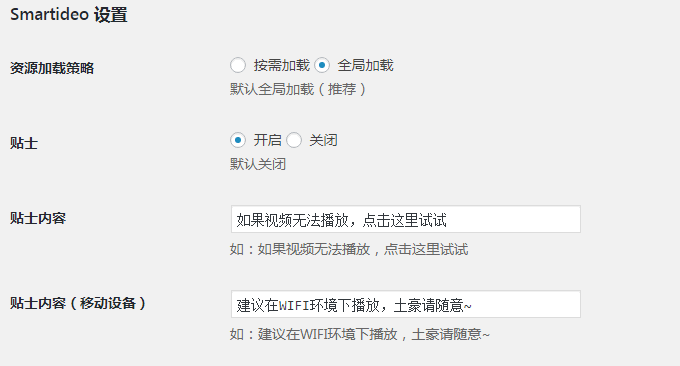 Smartideo 设置
资源加载策略
按需加载 全局加载
默认全局加载（推荐）
贴士
开启 关闭
默认关闭
贴士内容
如果视频无法播放，点击这里试试
如：如果视频无法播放，点击这里试试
贴士内容（移动设备）
建议在WIFI环境下播放，土豪请随意~
如：建议在WIFI环境下播放，土豪请随意~